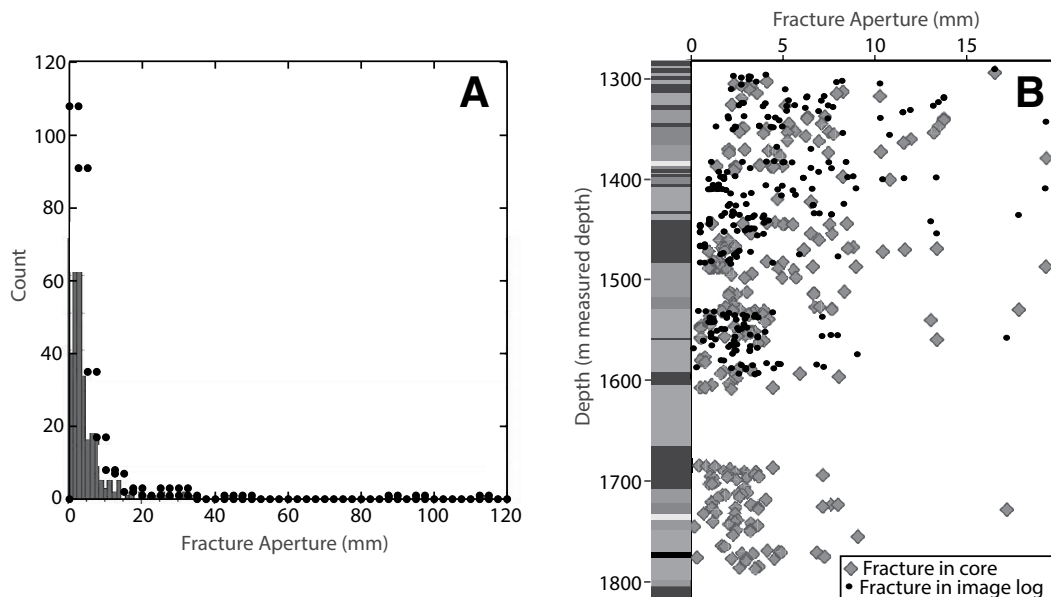 A
120
100
80
60
40
20
0
Count
0 20 40 60 80 100 120
Fracture Aperture (mm)
B
Fracture Aperture (mm)
0 5 10 15
1300
1400
1500
1600
1700
1800
Depth (m measured depth)
Fracture in core
Fracture in image log